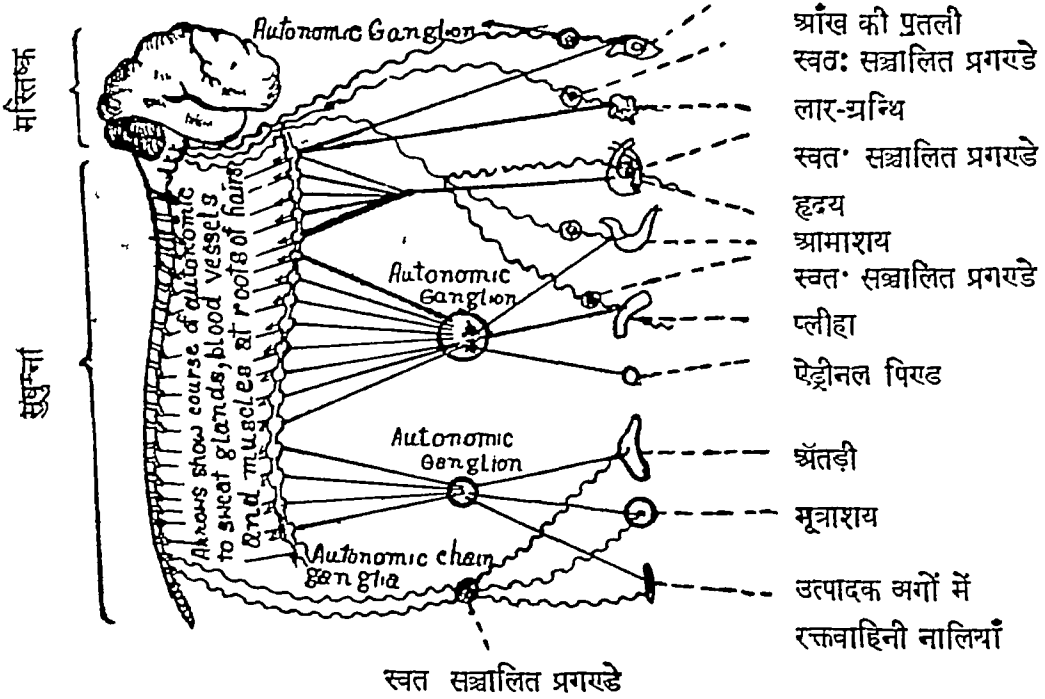 Autonomic Ganglion
मस्तिष्क
सुषुम्ना
Arrows show course of autonomic
to sweat glands, blood vessels
and muscles at roots of hairs
Autonomic
Ganglion
Autonomic
Ganglion
Autonomic chain
ganglia
आँख की पुतली
स्वतः सञ्चालित प्रगण्डे
लार-ग्रन्थि
स्वत· सञ्चालित प्रगण्डे
हृदय
आमाशय
स्वत· सञ्चालित प्रगण्डे
प्लीहा
ऐड्रीनल पिण्ड
अँतड़ी
मूत्राशय
उत्पादक अगों में
रक्तवाहिनी नालियाँ
स्वत सञ्चालित प्रगण्डे